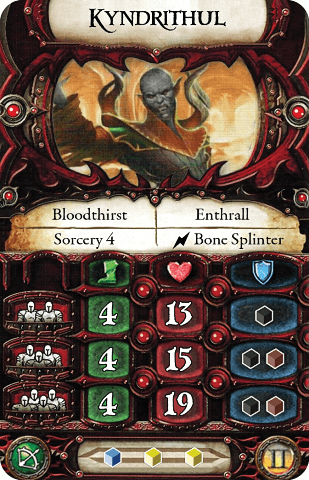 KYNDRITHUL
Bloodthirst
Enthrall
Sorcery 4
Bone Splinter
4 13
4 15
4 19
II